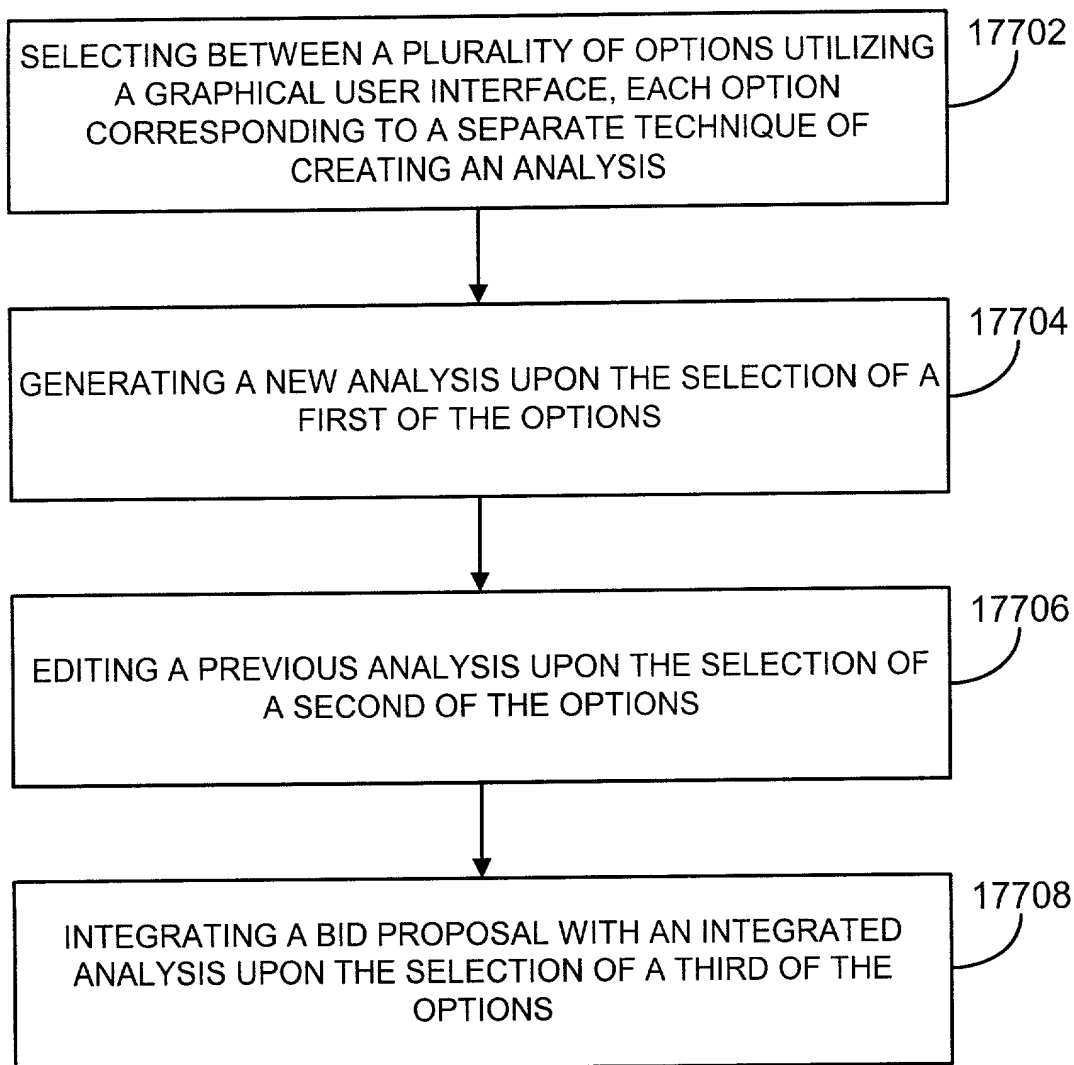 SELECTING BETWEEN A PLURALITY OF OPTIONS UTILIZING
A GRAPHICAL USER INTERFACE, EACH OPTION
CORRESPONDING TO A SEPARATE TECHNIQUE OF
CREATING AN ANALYSIS
17702
GENERATING A NEW ANALYSIS UPON THE SELECTION OF A
FIRST OF THE OPTIONS
17704
EDITING A PREVIOUS ANALYSIS UPON THE SELECTION OF
A SECOND OF THE OPTIONS
17706
INTEGRATING A BID PROPOSAL WITH AN INTEGRATED
ANALYSIS UPON THE SELECTION OF A THIRD OF THE
OPTIONS
17708